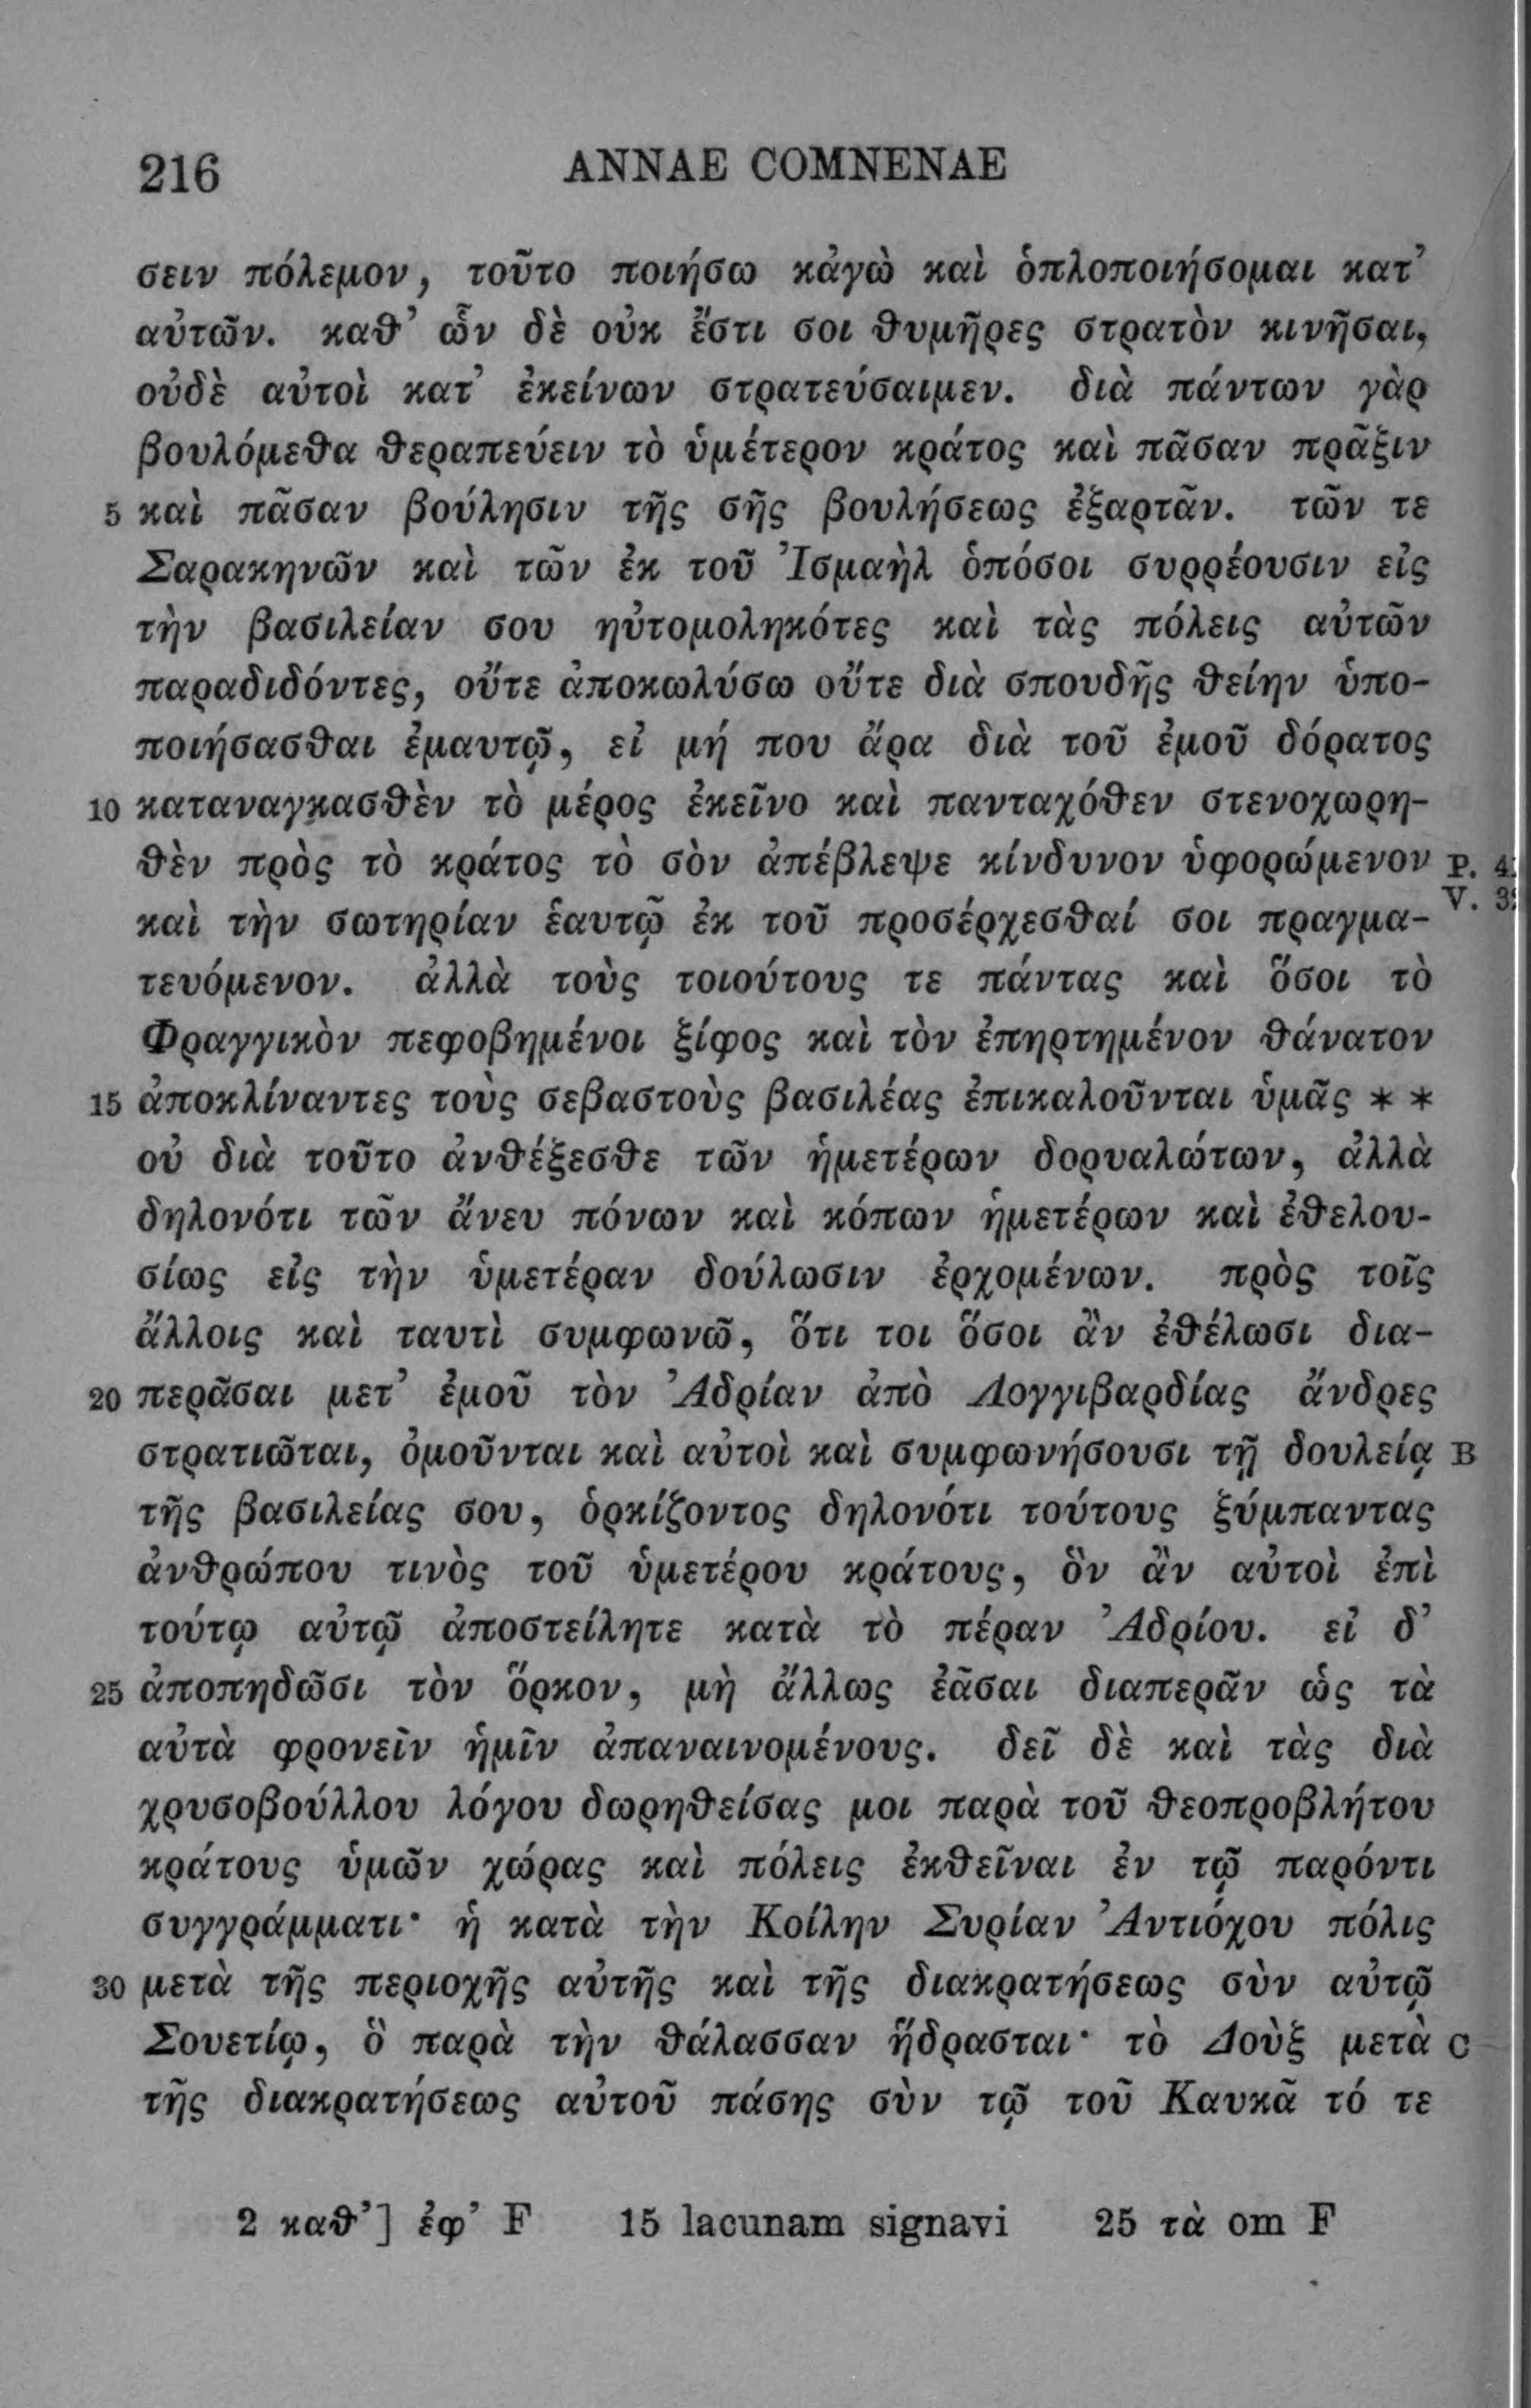 216 ANNAE COMNENAE
σειν πόλεμον, τοῦτο ποιήσω κἀγὼ καὶ ὁπλοποιήσομαι κατ’
αὐτῶν. καθ’ ὧν δὲ οὐκ ἔστι σοι θυμῆρες στρατὸν κινῆσαι,
οὐδὲ αὐτοὶ κατ’ ἐκείνων στρατεύσαιμεν. διὰ πάντων γὰρ
βουλόμεθα θεραπεύειν τὸ ὑμέτερον κράτος καὶ πᾶσαν πρᾶξιν
5 καὶ πᾶσαν βούλησιν τῆς σῆς βουλήσεως ἐξαρτᾶν. τῶν τε
Σαρακηνῶν καὶ τῶν ἐκ τοῦ Ἰσμαὴλ ὁπόσοι συρρέουσιν εἰς
τὴν βασιλείαν σου ηὐτομοληκότες καὶ τὰς πόλεις αὐτῶν
παραδιδόντες, οὔτε ἀποκωλύσω οὔτε διὰ σπουδῆς θείην ὑπο-
ποιήσασθαι ἐμαυτῷ, εἰ μή που ἄρα διὰ τοῦ ἐμοῦ δόρατος
10 καταναγκασθὲν τὸ μέρος ἐκεῖνο καὶ πανταχόθεν στενοχωρη-
θὲν πρὸς τὸ κράτος τὸ σὸν ἀπέβλεψε κίνδυνον ὑφορώμενον P. 4
καὶ τὴν σωτηρίαν ἑαυτῷ ἐκ τοῦ προσέρχεσθαί σοι πραγμα- V. 3
τευόμενον. ἀλλὰ τοὺς τοιούτους τε πάντας καὶ ὅσοι τὸ
Φραγγικὸν πεφοβημένοι ξίφος καὶ τὸν ἐπηρτημένον θάνατον
15 ἀποκλίναντες τοὺς σεβαστοὺς βασιλέας ἐπικαλοῦνται ὑμᾶς * *
οὐ διὰ τοῦτο ἀνθέξεσθε τῶν ἡμετέρων δορυαλώτων, ἀλλὰ
δηλονότι τῶν ἄνευ πόνων καὶ κόπων ἡμετέρων καὶ ἐθελου-
σίως εἰς τὴν ὑμετέραν δούλωσιν ἐρχομένων. πρὸς τοῖς
ἄλλοις καὶ ταυτὶ συμφωνῶ, ὅτι τοι ὅσοι ἂν ἐθέλωσι δια-
20 περᾶσαι μετ’ ἐμοῦ τὸν Ἀδρίαν ἀπὸ Λογγιβαρδίας ἄνδρες
στρατιῶται, ὀμοῦνται καὶ αὐτοὶ καὶ συμφωνήσουσι τῇ δουλείᾳ B
τῆς βασιλείας σου, ὁρκίζοντος δηλονότι τούτους ξύμπαντας
ἀνθρώπου τινὸς τοῦ ὑμετέρου κράτους, ὃν ἂν αὐτοὶ ἐπὶ
τούτῳ αὐτῷ ἀποστείλητε κατὰ τὸ πέραν Ἀδρίου. εἰ δ’
25 ἀποπηδῶσι τὸν ὅρκον, μὴ ἄλλως ἐᾶσαι διαπερᾶν ὡς τὰ
αὐτὰ φρονεῖν ἡμῖν ἀπαναινομένους. δεῖ δὲ καὶ τὰς διὰ
χρυσοβούλλου λόγου δωρηθείσας μοι παρὰ τοῦ θεοπροβλήτου
κράτους ὑμῶν χώρας καὶ πόλεις ἐκθεῖναι ἐν τῷ παρόντι
συγγράμματι· ἡ κατὰ τὴν Κοίλην Συρίαν Ἀντιόχου πόλις
30 μετὰ τῆς περιοχῆς αὐτῆς καὶ τῆς διακρατήσεως σὺν αὐτῷ
Σουετίῳ, ὃ παρὰ τὴν θάλασσαν ἥδρασται· τὸ Δοὺξ μετὰ C
τῆς διακρατήσεως αὐτοῦ πάσης σὺν τῷ τοῦ Καυκᾶ τό τε
2 καθ’] ἐφ’ F 15 lacunam signavi 25 τὰ om F